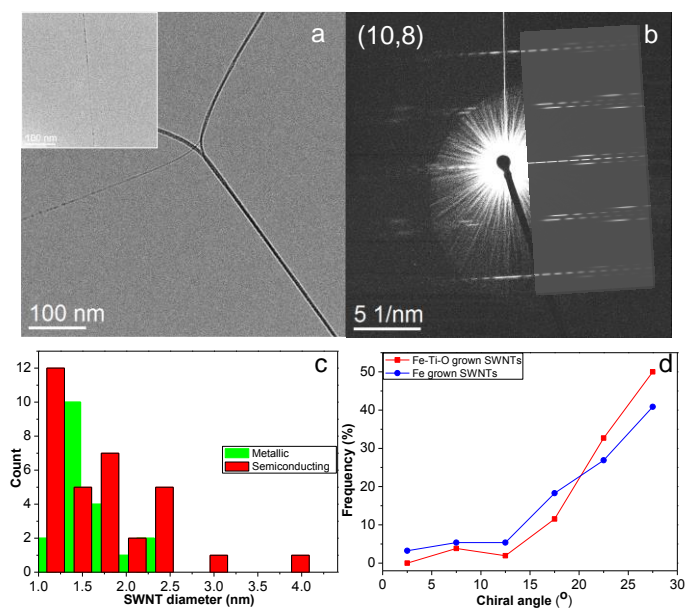 a
100 nm
100 nm
(10,8)
b
5 1/nm
c
12
10
8
6
4
2
0
Count
Metallic
Semiconducting
1.0
1.5
2.0
2.5
3.0
3.5
4.0
SWNT diameter (nm)
d
Fe-Ti-O grown SWNTs
Fe grown SWNTs
50
40
30
20
10
0
Frequency (%)
0
5
10
15
20
25
30
Chiral angle (⁰)